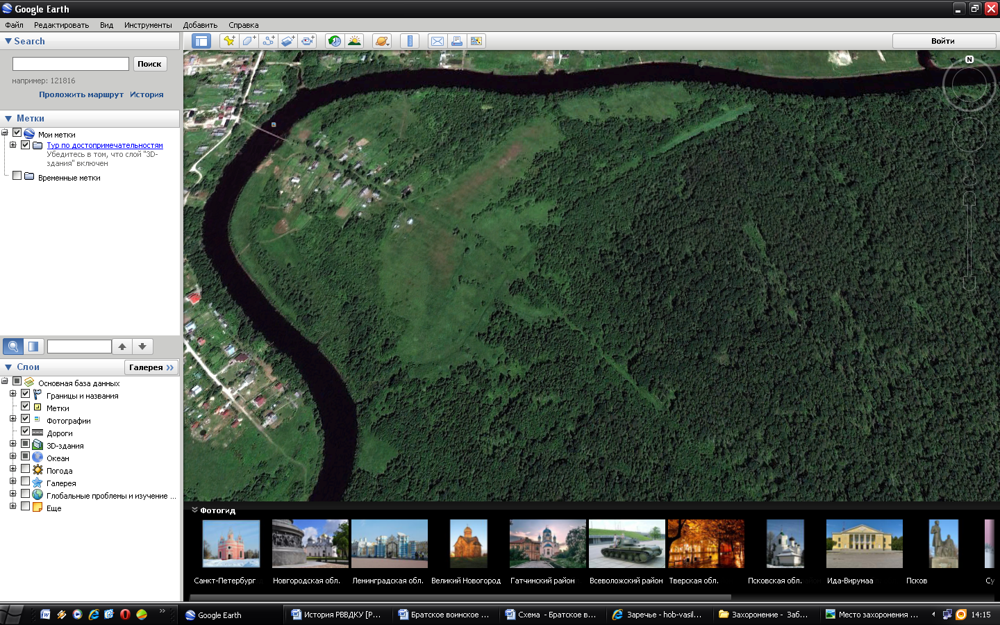 Google Earth
Файл Редактировать Вид Инструменты Добавить Справка
Search
Войти
N
Поиск
например: 121816
Проложить маршрут История
Метки
Мои метки
Тур по достопримечательностям
Убедитесь в том, что слой "3D-
здания" включен
Временные метки
Слои
Галерея
Основная база данных
Границы и названия
Метки
Фотографии
Дороги
3D-здания
Океан
Погода
Галерея
Глобальные проблемы и изучение ...
Еще
Фотогид
Санкт-Петербург Новгородская обл. Ленинградская обл. Великий Новогород Гатчинский район Всеволожский район Тверская обл. Псковская обл. Ида-Вирумаа Псков Су
Google Earth История РВВДКУ [Р... Братское воинское ... Схема - Братское в... Заречье - hob-vasil... Захоронение - Заб... Место захоронения ... 14:15